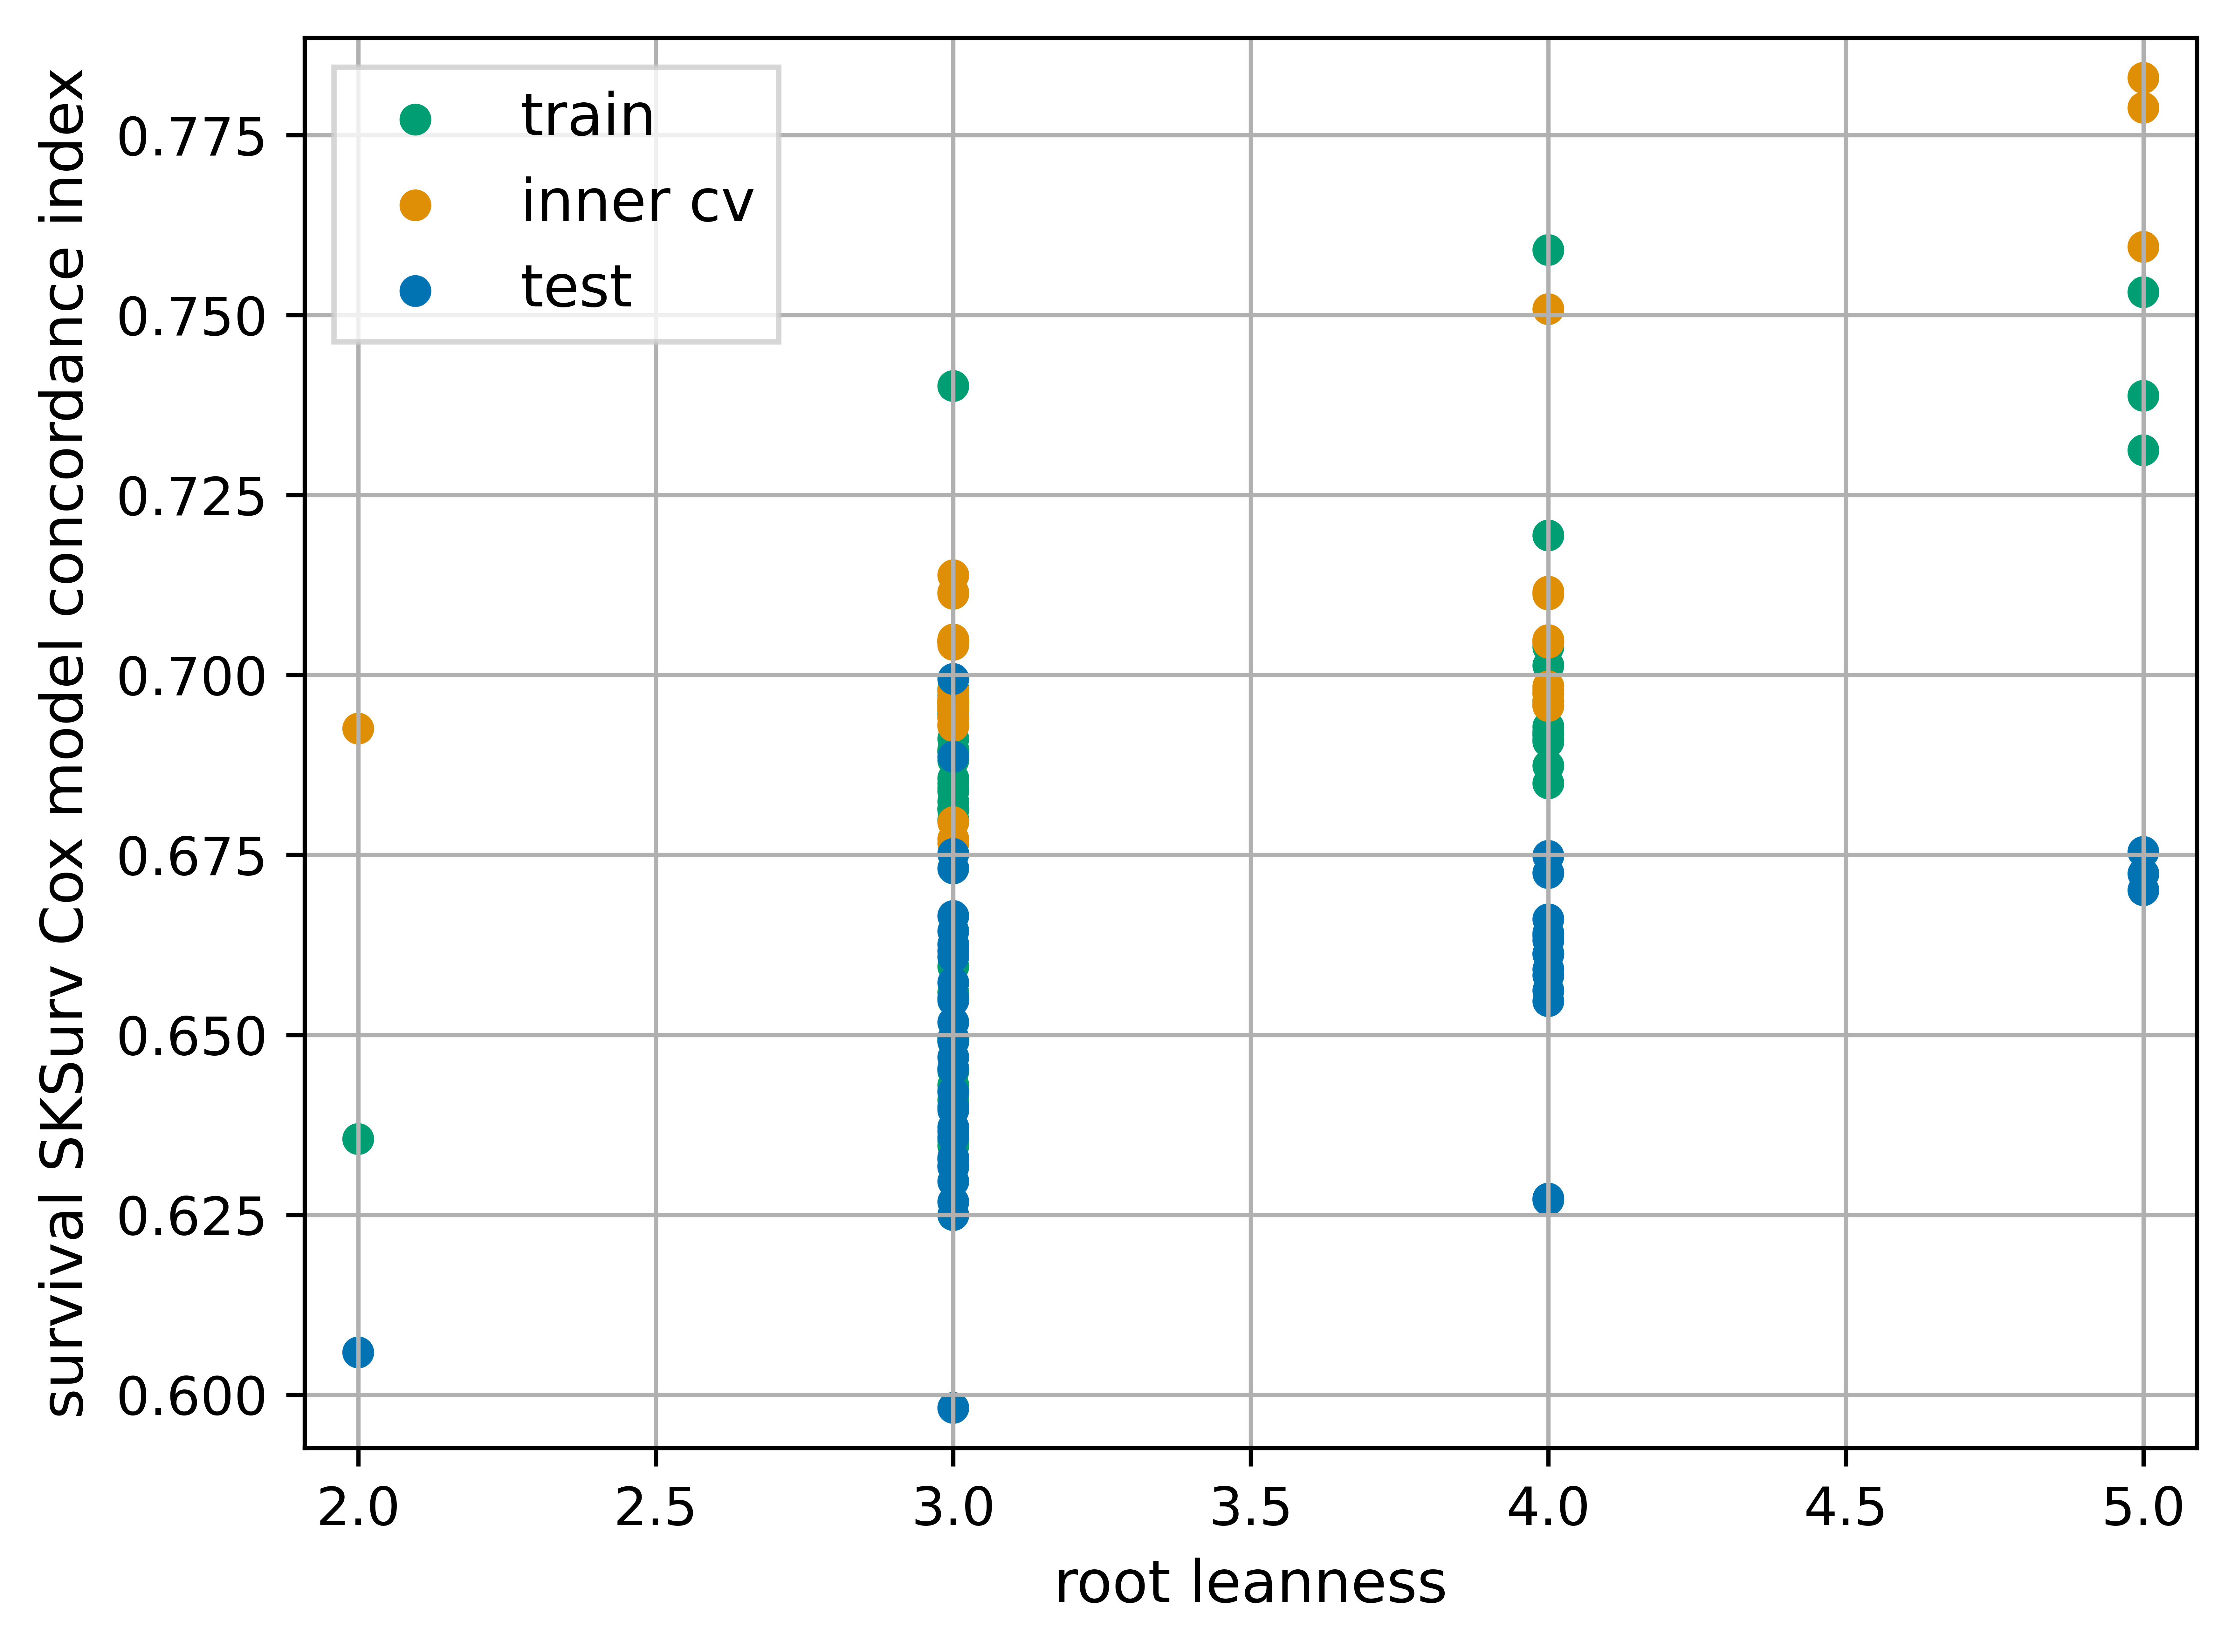 survival SKSurv Cox model concordance index
0.775
0.750
0.725
0.700
0.675
0.650
0.625
0.600
train
inner cv
test
2.0 2.5 3.0 3.5 4.0 4.5 5.0
root leanness